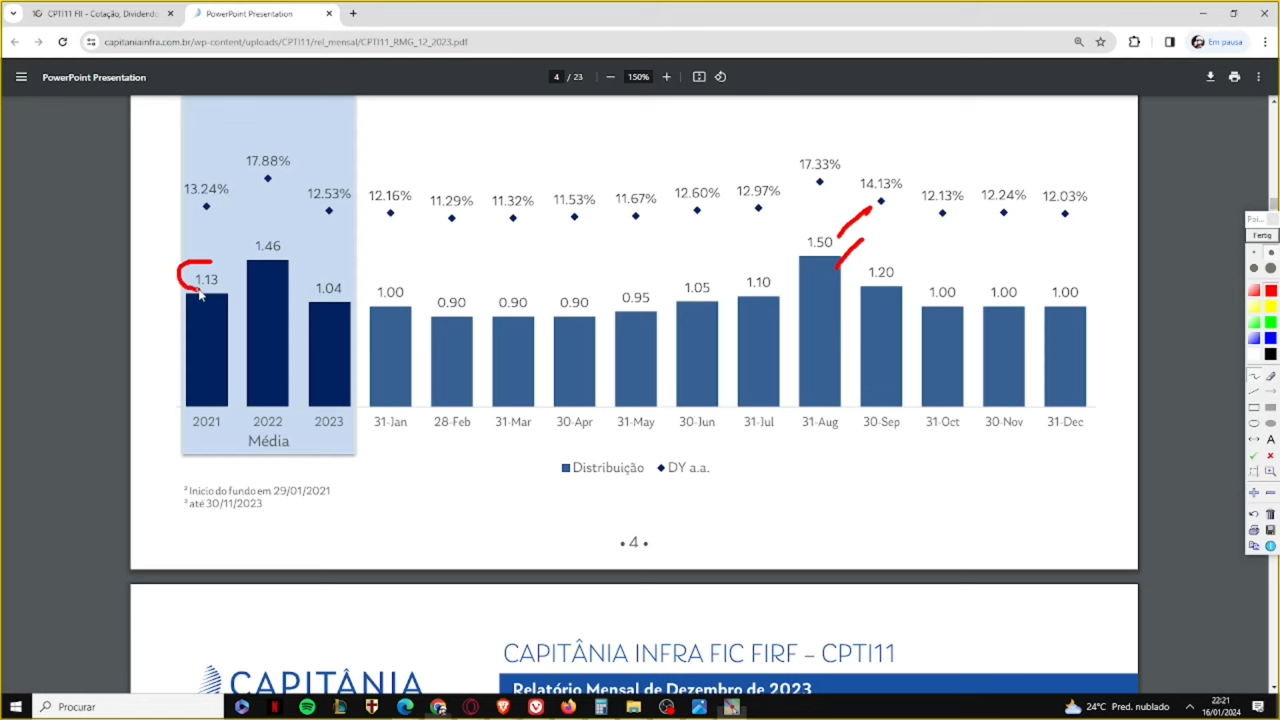 CPTI11 FII - Cotação, Dividendo
PowerPoint Presentation
capitaniainfra.com.br/wp-content/uploads/CPTI11/rel_mensal/CPTI11_RMG_12_2023.pdf
Em pausa
PowerPoint Presentation
4 / 23
150%
13.24% 17.88% 12.53% 12.16% 11.29% 11.32% 11.53% 11.67% 12.60% 12.97% 17.33% 14.13% 12.13% 12.24% 12.03%
1.13 1.46 1.04 1.00 0.90 0.90 0.90 0.95 1.05 1.10 1.50 1.20 1.00 1.00 1.00
2021 2022 2023 31-Jan 28-Feb 31-Mar 30-Apr 31-May 30-Jun 31-Jul 31-Aug 30-Sep 31-Oct 30-Nov 31-Dec
Média
Distribuição DY a.a.
² Inicio do fundo em 29/01/2021
³ até 30/11/2023
• 4 •
CAPITÂNIA INFRA FIC FIRF – CPTI11
CAPITÂNIA
Relatório Mensal de Dezembro de 2023
Poi...
Fertig
A
Procurar
24°C Pred. nublado
22:21
16/01/2024